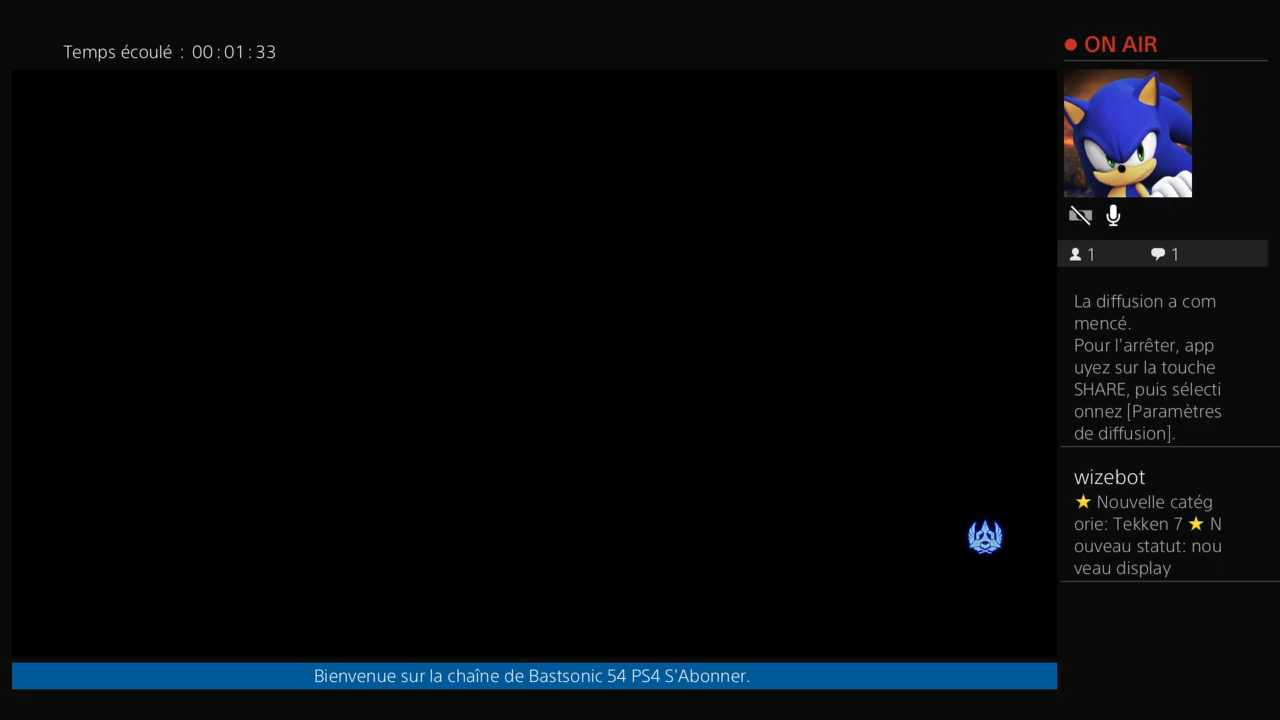 Temps écoulé : 00:01:33
ON AIR
1 1
La diffusion a com
mencé.
Pour l'arrêter, app
uyez sur la touche
SHARE, puis sélecti
onnez [Paramètres
de diffusion].
wizebot
⭐ Nouvelle catég
orie: Tekken 7 ⭐ N
ouveau statut: nou
veau display
Bienvenue sur la chaîne de Bastsonic 54 PS4 S'Abonner.